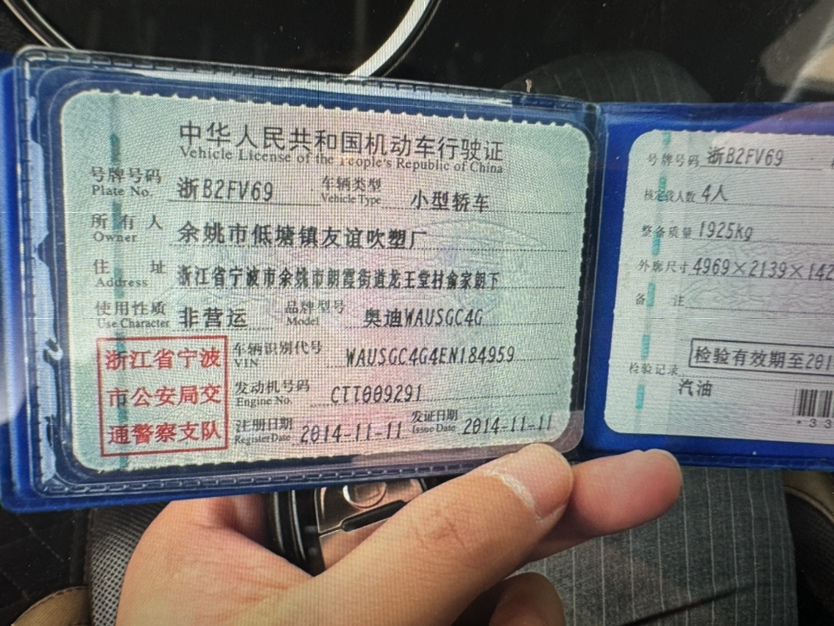 中华人民共和国机动车行驶证
Vehicle License of the People's Republic of China
号牌号码 浙B2FV69 车辆类型 小型轿车
Plate No. Vehicle Type
所有人 余姚市低塘镇友谊吹塑厂
Owner
住址 浙江省宁波市余姚市朗霞街道龙王堂村俞家朗下
Address
使用性质 非营运 品牌型号 奥迪WAUSGC4G
Use Character Model
浙江省宁波
市公安局交
通警察支队
车辆识别代号 WAUSGC4G4EN184959
VIN
发动机号码 CTT009291
Engine No.
注册日期 2014-11-11 发证日期 2014-11-11
Register Date Issue Date
号牌号码 浙B2FV69
核定载人数 4人
整备质量 1925kg
外廓尺寸 4969×2139×142
备注
检验有效期至201
检验记录
汽油